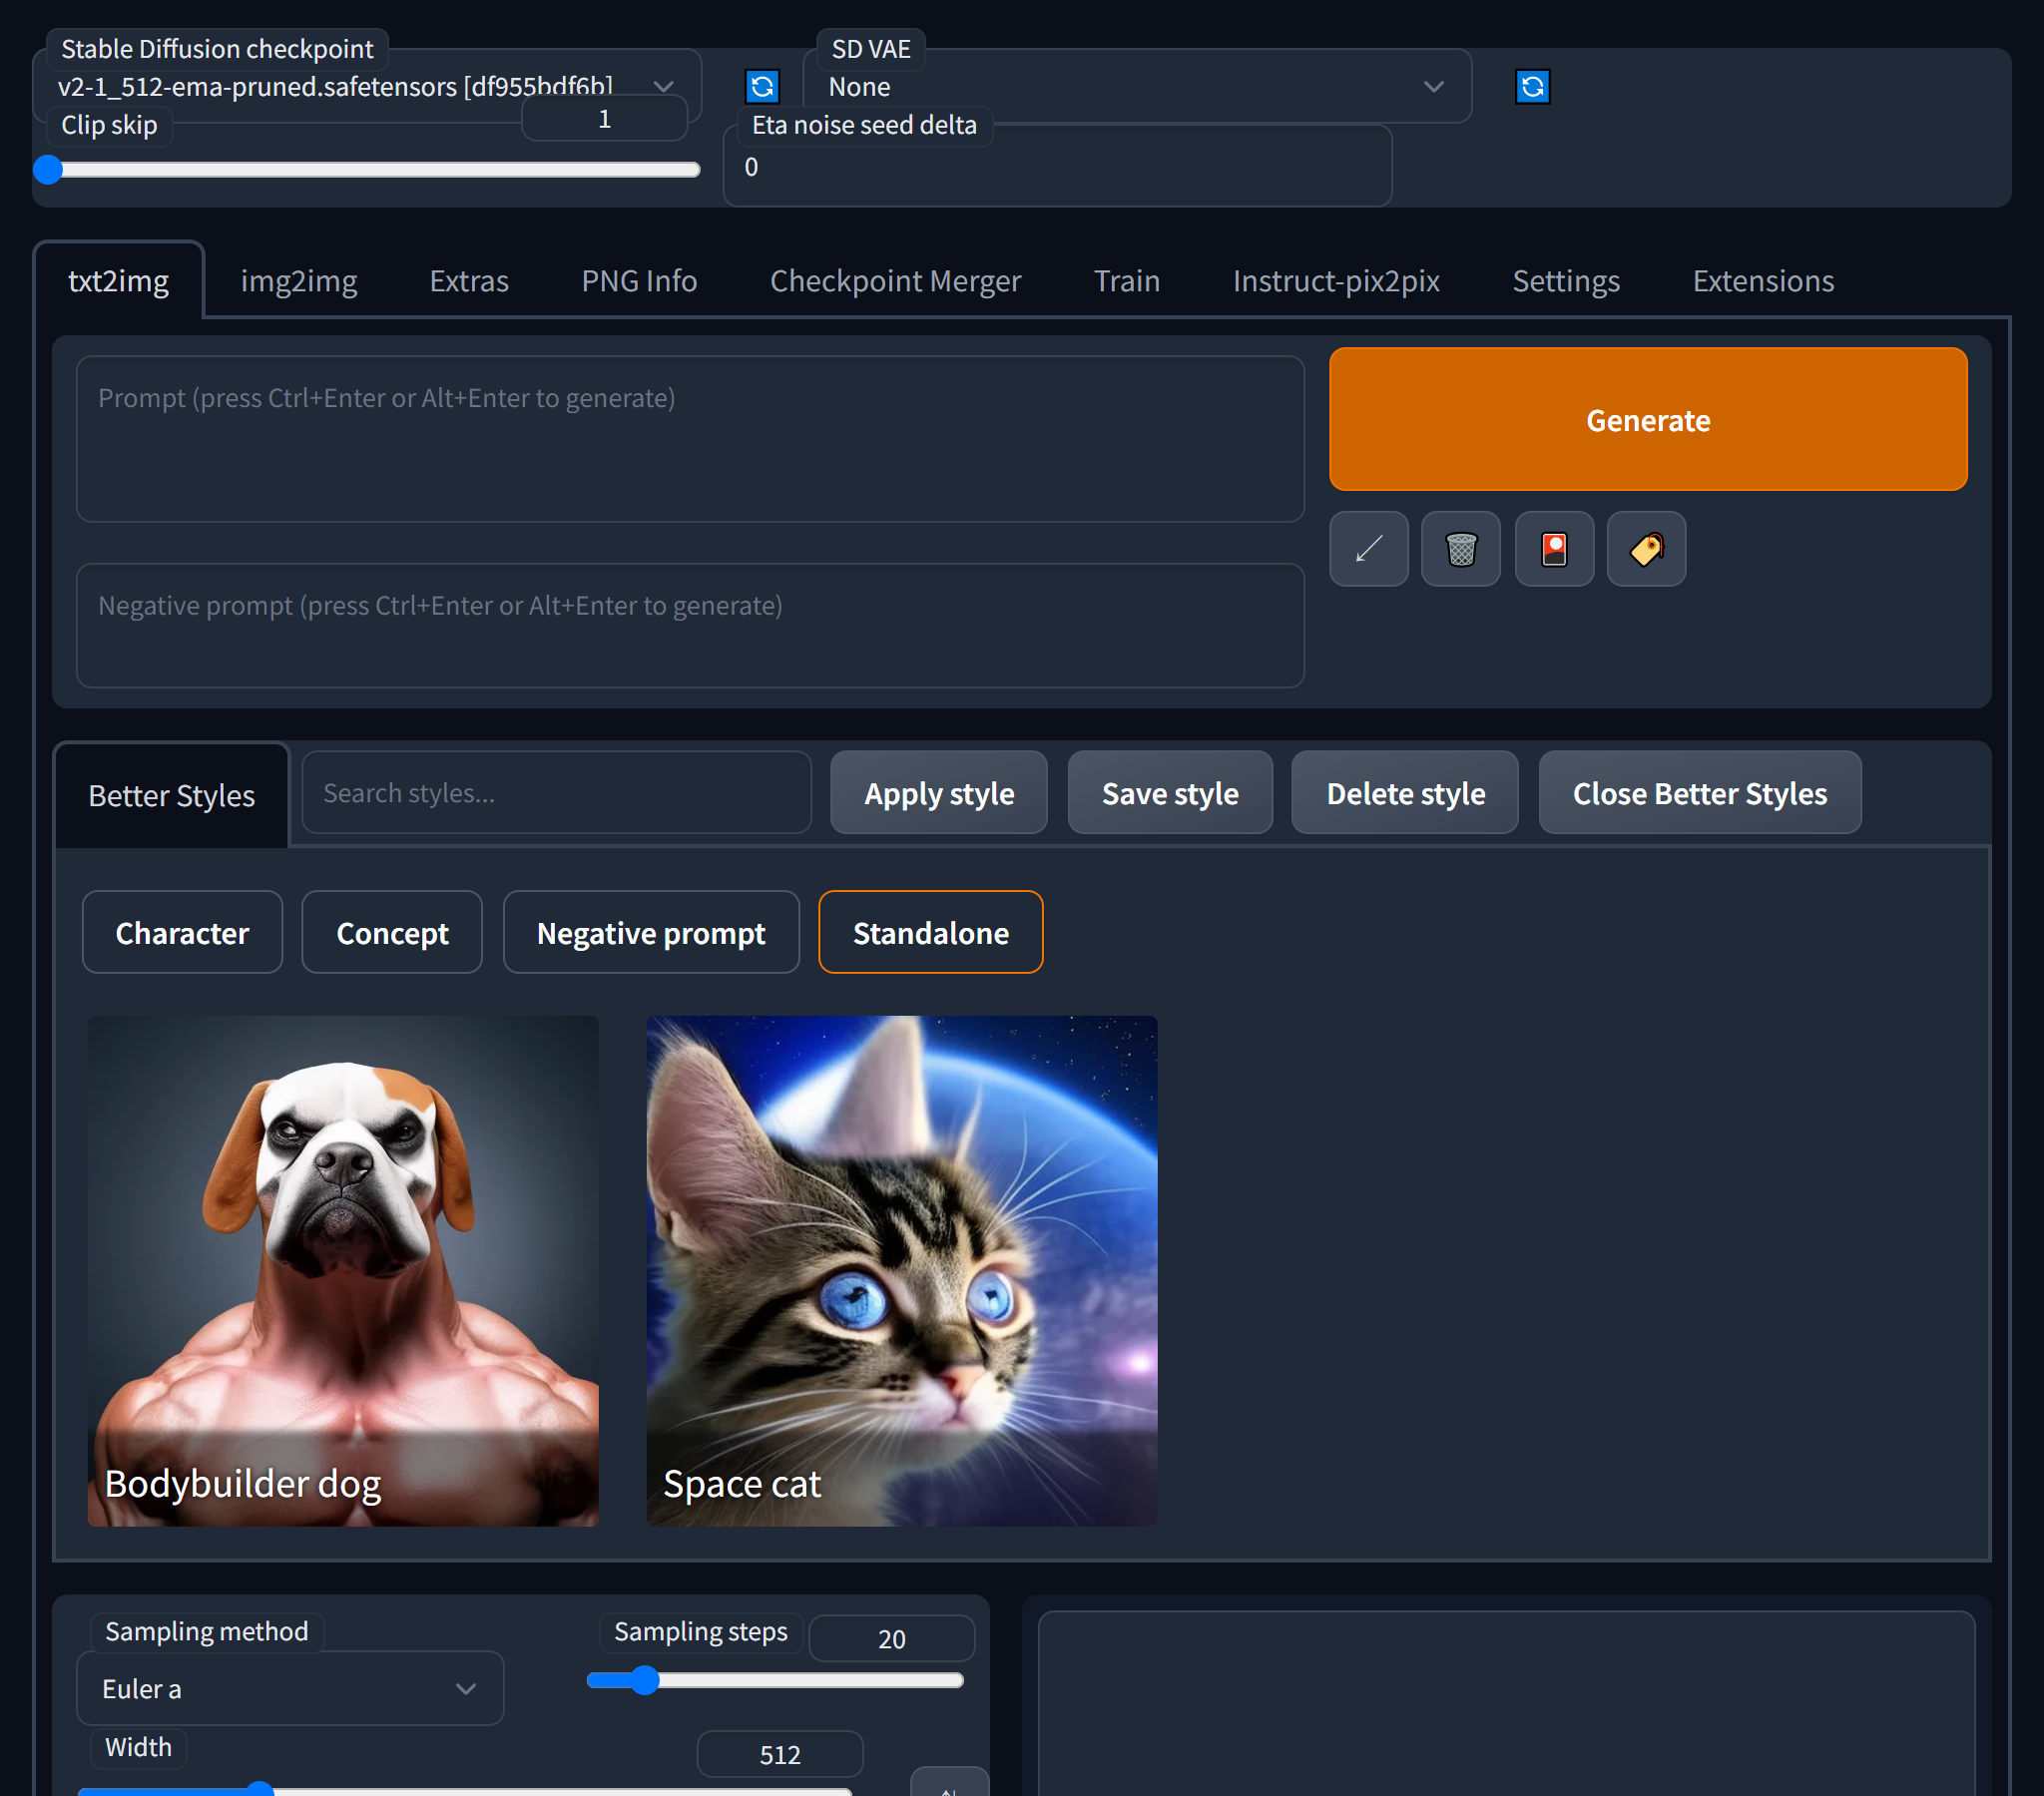 Stable Diffusion checkpoint
v2-1_512-ema-pruned.safetensors [df955bdf6b]
SD VAE
None
Clip skip
1
Eta noise seed delta
0
txt2img
img2img
Extras
PNG Info
Checkpoint Merger
Train
Instruct-pix2pix
Settings
Extensions
Prompt (press Ctrl+Enter or Alt+Enter to generate)
Generate
Negative prompt (press Ctrl+Enter or Alt+Enter to generate)
Better Styles
Search styles...
Apply style
Save style
Delete style
Close Better Styles
Character
Concept
Negative prompt
Standalone
Bodybuilder dog
Space cat
Sampling method
Euler a
Sampling steps
20
Width
512